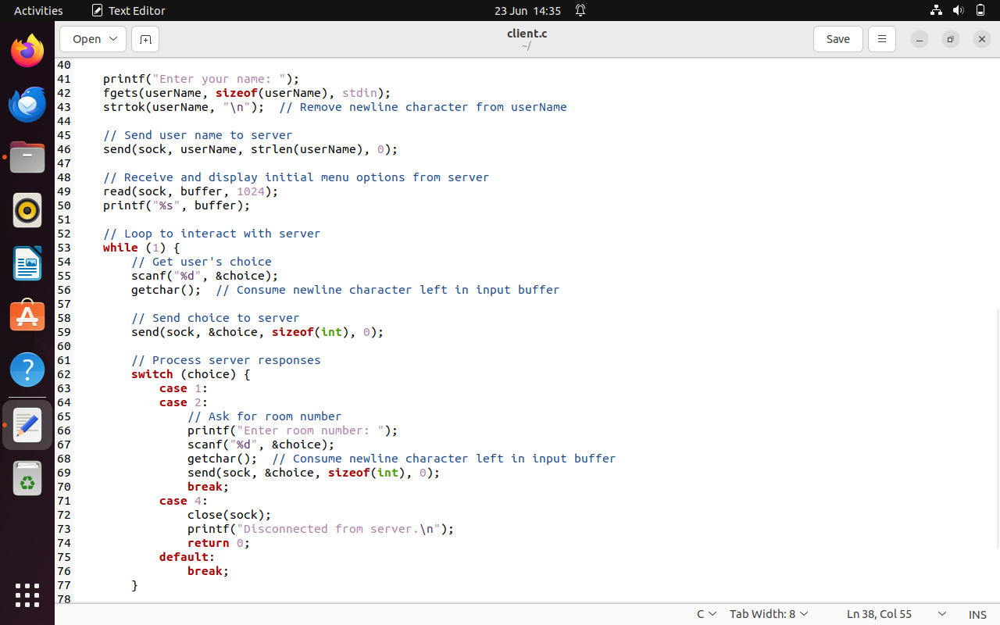 Activities
Text Editor
23 Jun 14:35
Open
client.c
~/
Save
40
41     printf("Enter your name: ");
42     fgets(userName, sizeof(userName), stdin);
43     strtok(userName, "\n");  // Remove newline character from userName
44
45     // Send user name to server
46     send(sock, userName, strlen(userName), 0);
47
48     // Receive and display initial menu options from server
49     read(sock, buffer, 1024);
50     printf("%s", buffer);
51
52     // Loop to interact with server
53     while (1) {
54         // Get user's choice
55         scanf("%d", &choice);
56         getchar();  // Consume newline character left in input buffer
57
58         // Send choice to server
59         send(sock, &choice, sizeof(int), 0);
60
61         // Process server responses
62         switch (choice) {
63             case 1:
64             case 2:
65                 // Ask for room number
66                 printf("Enter room number: ");
67                 scanf("%d", &choice);
68                 getchar();  // Consume newline character left in input buffer
69                 send(sock, &choice, sizeof(int), 0);
70                 break;
71             case 4:
72                 close(sock);
73                 printf("Disconnected from server.\n");
74                 return 0;
75             default:
76                 break;
77         }
78
C
Tab Width: 8
Ln 38, Col 55
INS